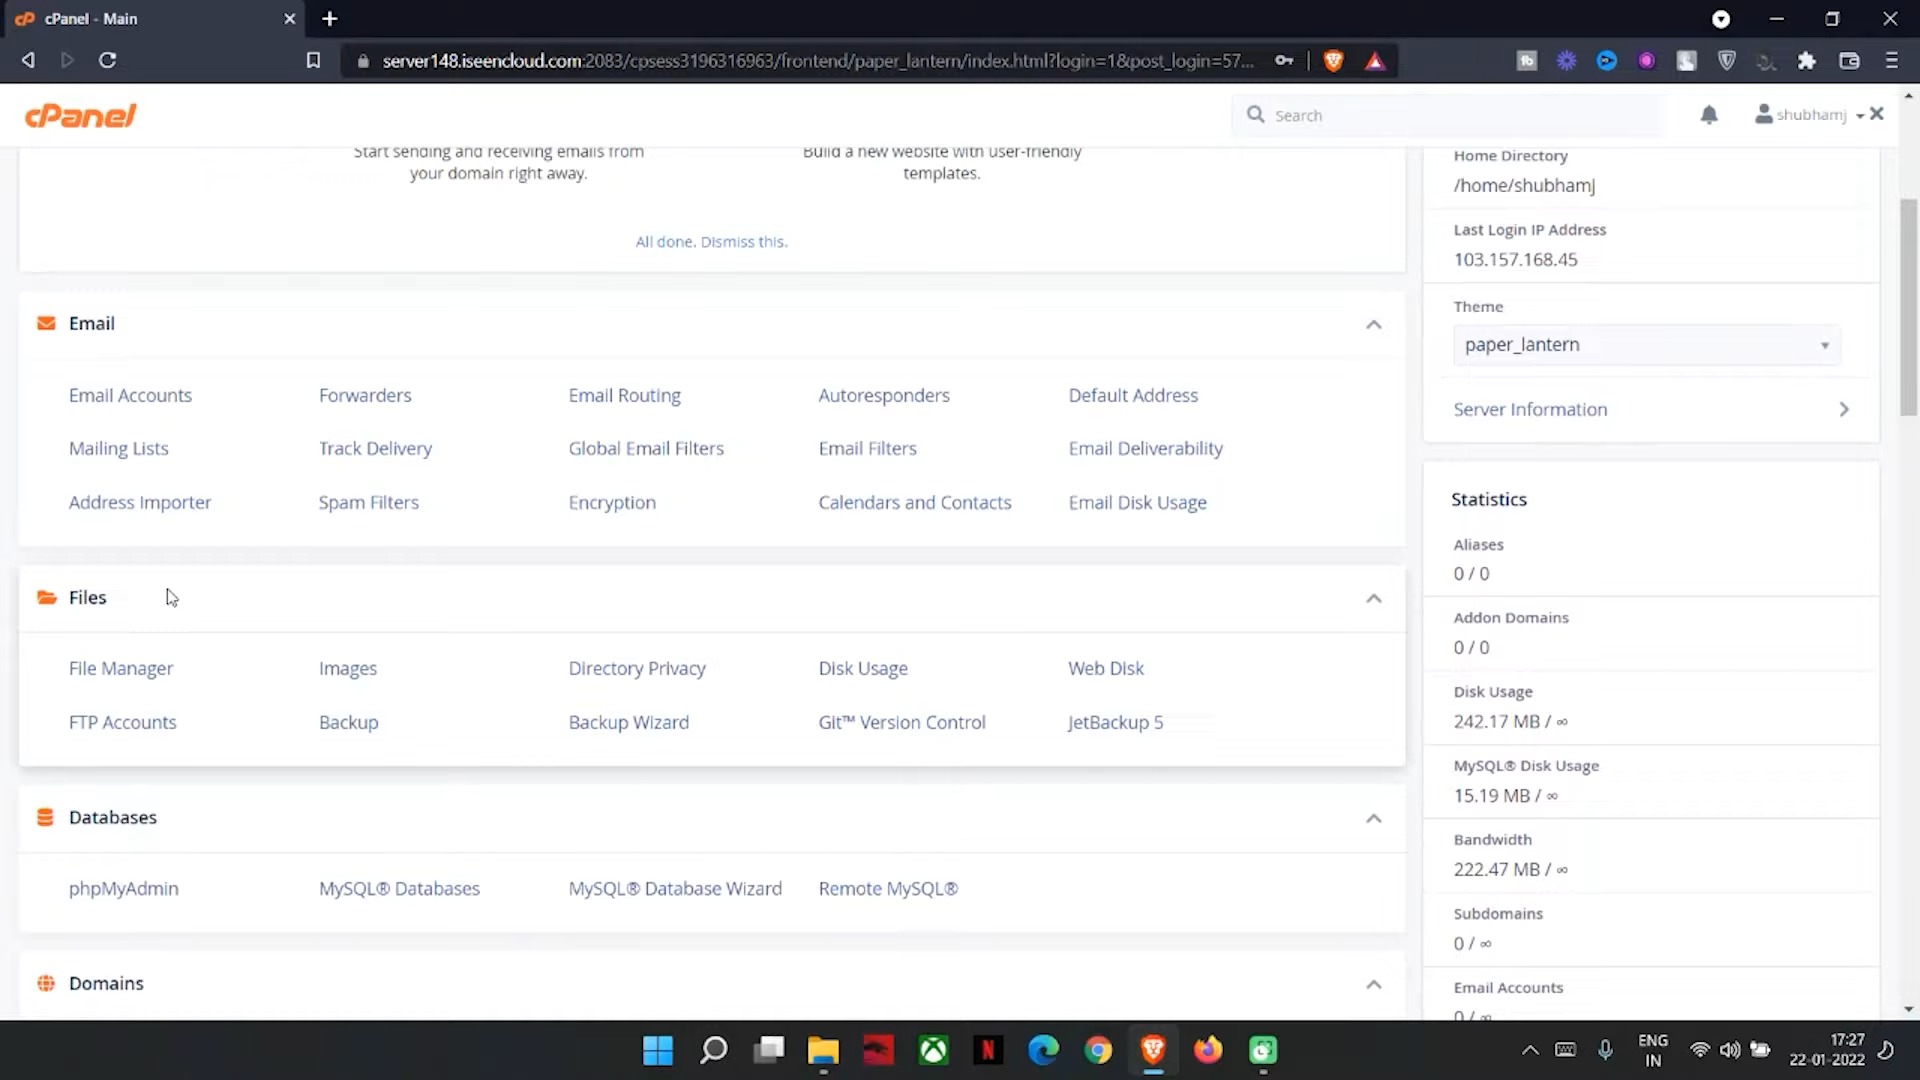 cPanel - Main
server148.iseencloud.com:2083/cpsess3196316963/frontend/paper_lantern/index.html?login=1&post_login=57...
cPanel
Search
shubhamj
Start sending and receiving emails from
your domain right away.
Build a new website with user-friendly
templates.
All done. Dismiss this.
Email
Email Accounts
Forwarders
Email Routing
Autoresponders
Default Address
Mailing Lists
Track Delivery
Global Email Filters
Email Filters
Email Deliverability
Address Importer
Spam Filters
Encryption
Calendars and Contacts
Email Disk Usage
Files
File Manager
Images
Directory Privacy
Disk Usage
Web Disk
FTP Accounts
Backup
Backup Wizard
Git™ Version Control
JetBackup 5
Databases
phpMyAdmin
MySQL® Databases
MySQL® Database Wizard
Remote MySQL®
Domains
Home Directory
/home/shubhamj
Last Login IP Address
103.157.168.45
Theme
paper_lantern
Server Information
Statistics
Aliases
0 / 0
Addon Domains
0 / 0
Disk Usage
242.17 MB / ∞
MySQL® Disk Usage
15.19 MB / ∞
Bandwidth
222.47 MB / ∞
Subdomains
0 / ∞
Email Accounts
0 / ∞
ENG
IN
17:27
22-01-2022